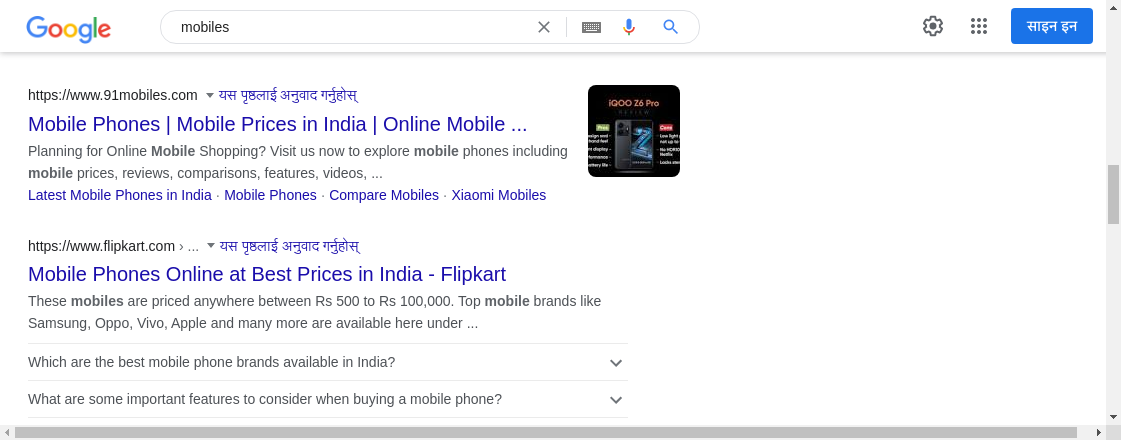 Google
mobiles
साइन इन
https://www.91mobiles.com यस पृष्ठलाई अनुवाद गर्नुहोस्
Mobile Phones | Mobile Prices in India | Online Mobile ...
Planning for Online Mobile Shopping? Visit us now to explore mobile phones including
mobile prices, reviews, comparisons, features, videos, ...
Latest Mobile Phones in India · Mobile Phones · Compare Mobiles · Xiaomi Mobiles
iQOO Z6 Pro
REVIEW
Pros
Cons
https://www.flipkart.com › ... यस पृष्ठलाई अनुवाद गर्नुहोस्
Mobile Phones Online at Best Prices in India - Flipkart
These mobiles are priced anywhere between Rs 500 to Rs 100,000. Top mobile brands like
Samsung, Oppo, Vivo, Apple and many more are available here under ...
Which are the best mobile phone brands available in India?
What are some important features to consider when buying a mobile phone?